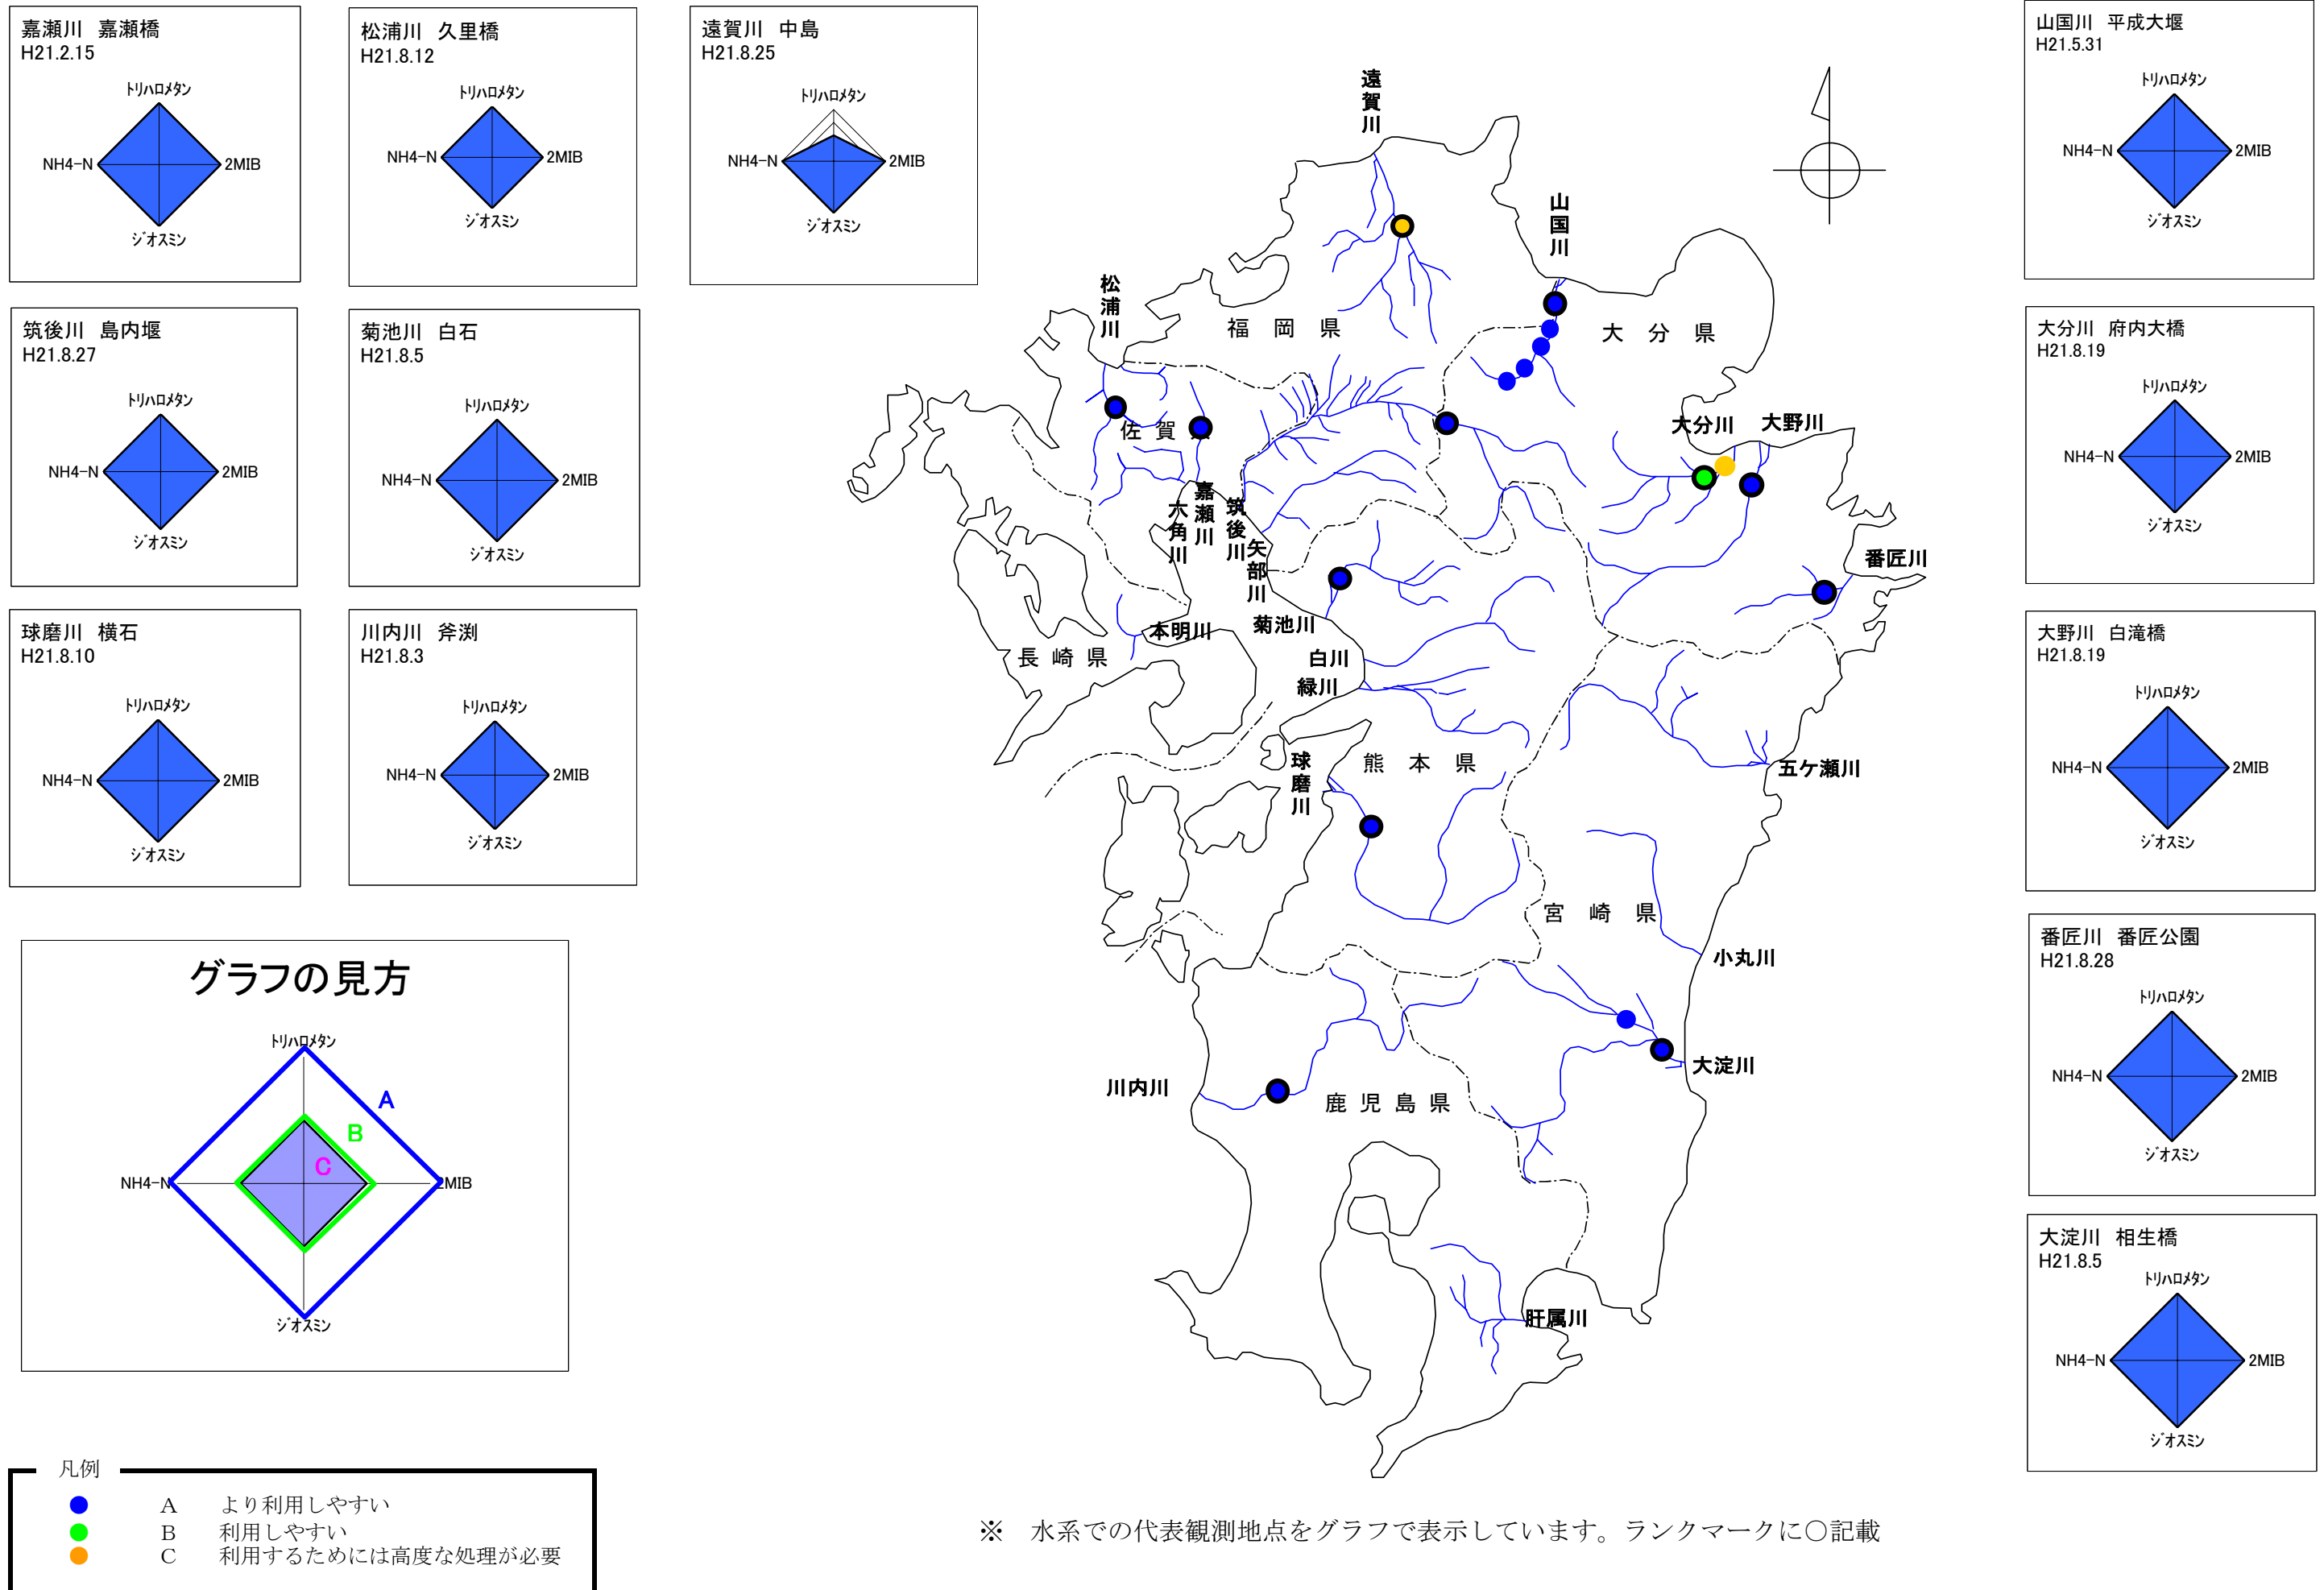 嘉瀬川　嘉瀬橋
H21.2.15
トリハロメタン
NH4-N
2MIB
ジオスミン
松浦川　久里橋
H21.8.12
トリハロメタン
NH4-N
2MIB
ジオスミン
遠賀川　中島
H21.8.25
トリハロメタン
NH4-N
2MIB
ジオスミン
筑後川　島内堰
H21.8.27
トリハロメタン
NH4-N
2MIB
ジオスミン
菊池川　白石
H21.8.5
トリハロメタン
NH4-N
2MIB
ジオスミン
球磨川　横石
H21.8.10
トリハロメタン
NH4-N
2MIB
ジオスミン
川内川　斧渕
H21.8.3
トリハロメタン
NH4-N
2MIB
ジオスミン
グラフの見方
トリハロメタン
A
B
C
NH4-N
2MIB
ジオスミン
凡例
A　より利用しやすい
B　利用しやすい
C　利用するためには高度な処理が必要
遠賀川
山国川
松浦川
福岡県
大分県
佐賀
大分川
大野川
嘉瀬川
六角川
筑後川
矢部川
番匠川
本明川
菊池川
長崎県
白川
緑川
球磨川
熊本県
五ケ瀬川
宮崎県
小丸川
大淀川
川内川
鹿児島県
肝属川
※　水系での代表観測地点をグラフで表示しています。ランクマークに○記載
山国川　平成大堰
H21.5.31
トリハロメタン
NH4-N
2MIB
ジオスミン
大分川　府内大橋
H21.8.19
トリハロメタン
NH4-N
2MIB
ジオスミン
大野川　白滝橋
H21.8.19
トリハロメタン
NH4-N
2MIB
ジオスミン
番匠川　番匠公園
H21.8.28
トリハロメタン
NH4-N
2MIB
ジオスミン
大淀川　相生橋
H21.8.5
トリハロメタン
NH4-N
2MIB
ジオスミン